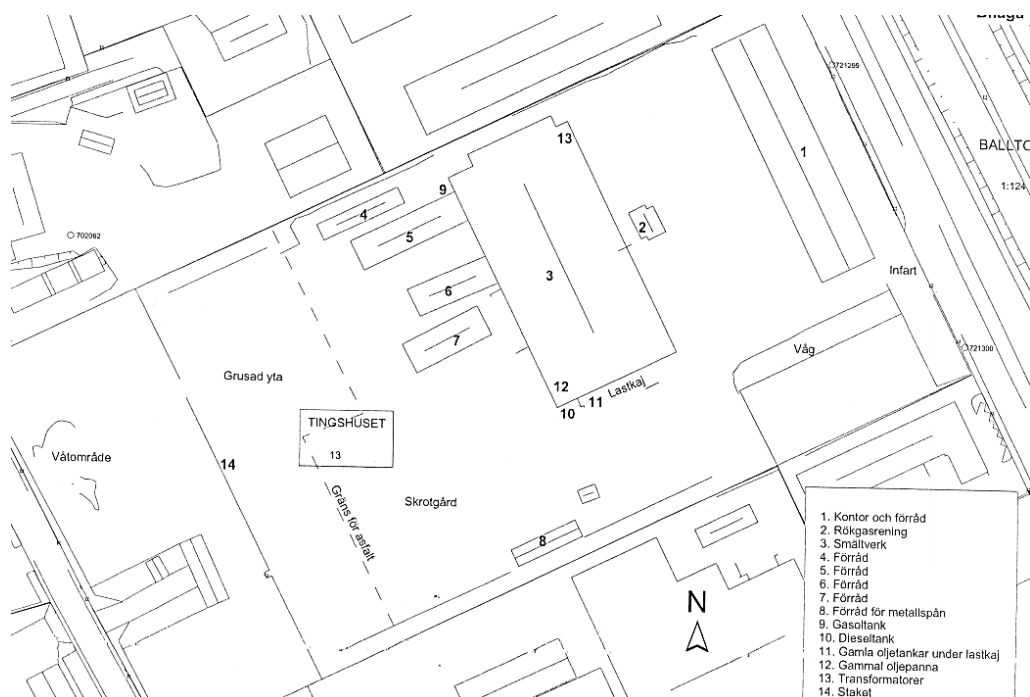 721299
BALLTO
1:124
13
1
9
4
2
5
702062
3
Infart
6
7
721300
Våg
Grusad yta
12
Lastkaj
11
10
TINGSHUSET
13
Våtområde
14
Skrotgård
Gräns för asfalt
8
N
1. Kontor och förråd
2. Rökgasrening
3. Smältverk
4. Förråd
5. Förråd
6. Förråd
7. Förråd
8. Förråd för metallspån
9. Gasoltank
10. Dieseltank
11. Gamla oljetankar under lastkaj
12. Gammal oljepanna
13. Transformatorer
14. Staket